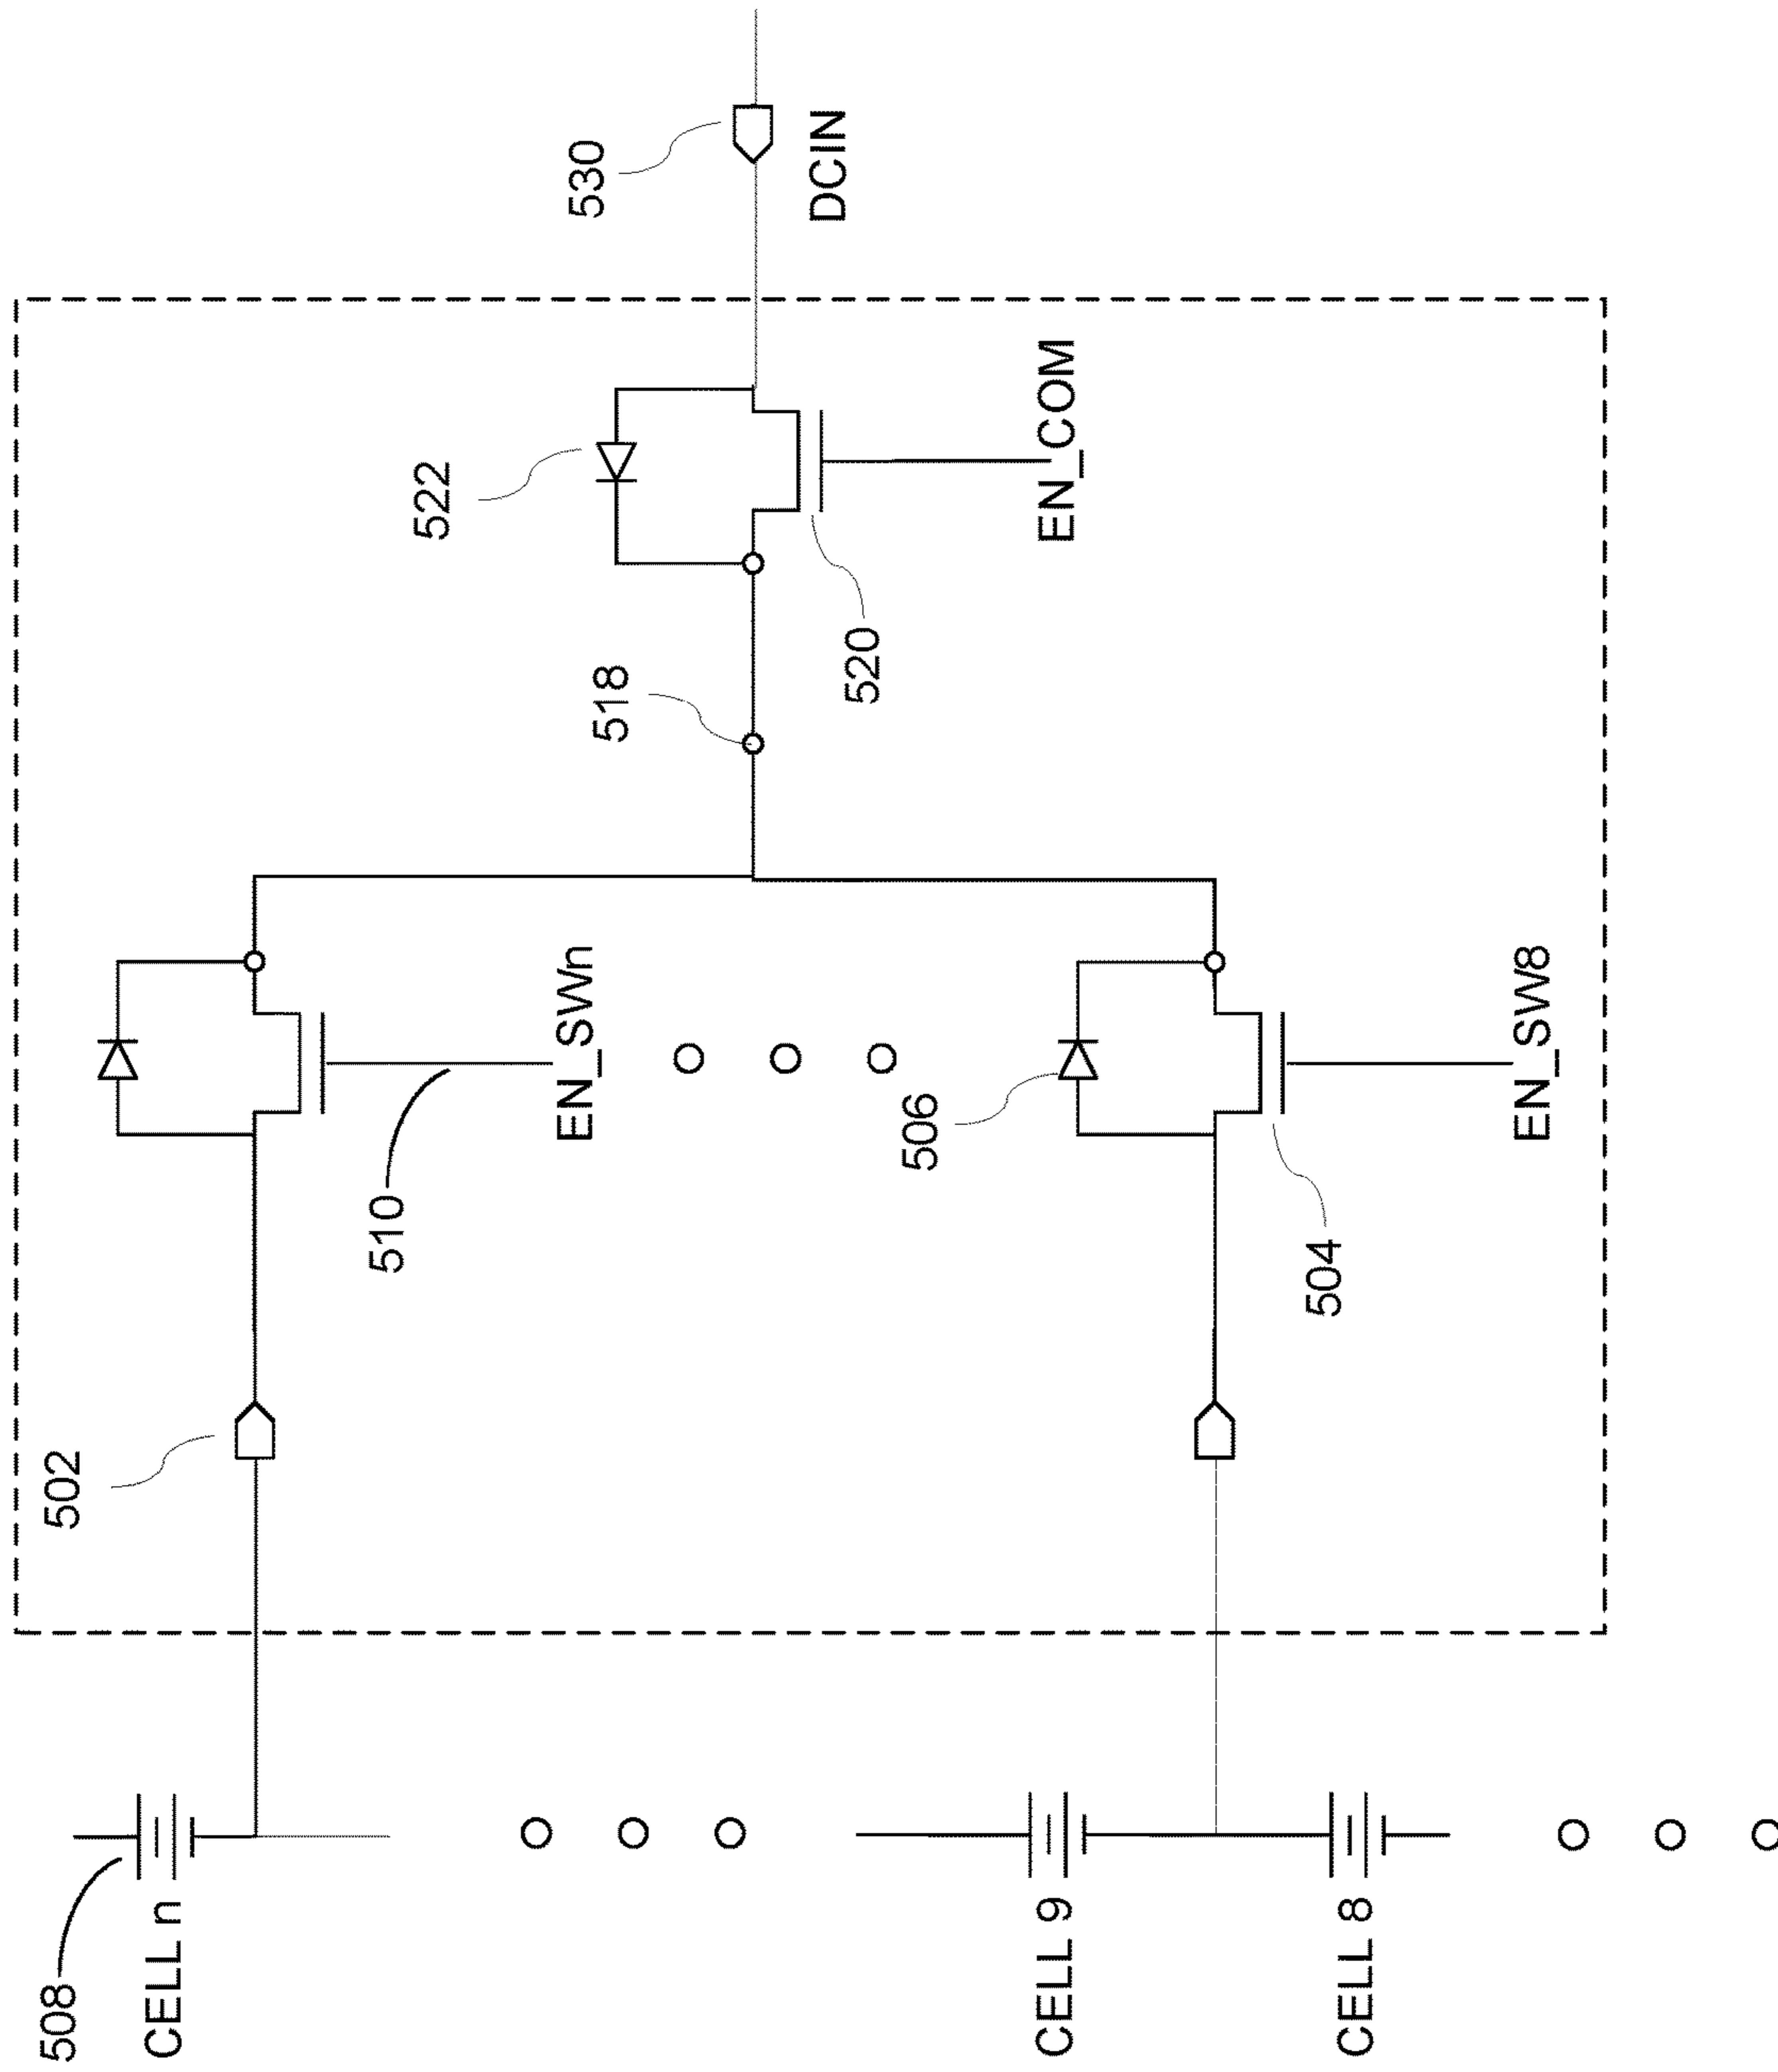 508
CELL n
CELL 9
CELL 8
502
510
EN_SWn
506
504
EN_SW8
518
520
522
EN_COM
530
DCIN